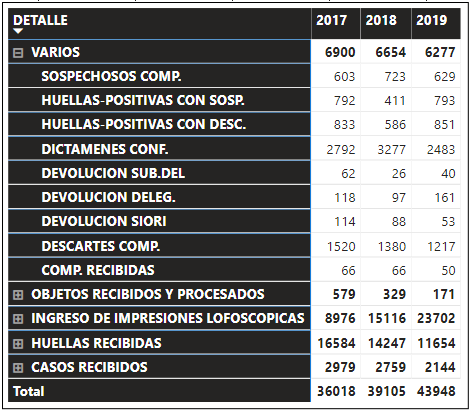 DETALLE 2017 2018 2019
VARIOS 6900 6654 6277
SOSPECHOSOS COMP. 603 723 629
HUELLAS-POSITIVAS CON SOSP. 792 411 793
HUELLAS-POSITIVAS CON DESC. 833 586 851
DICTAMENES CONF. 2792 3277 2483
DEVOLUCION SUB.DEL 62 26 40
DEVOLUCION DELEG. 118 97 161
DEVOLUCION SIORI 114 88 53
DESCARTES COMP. 1520 1380 1217
COMP. RECIBIDAS 66 66 50
OBJETOS RECIBIDOS Y PROCESADOS 579 329 171
INGRESO DE IMPRESIONES LOFOSCOPICAS 8976 15116 23702
HUELLAS RECIBIDAS 16584 14247 11654
CASOS RECIBIDOS 2979 2759 2144
Total 36018 39105 43948